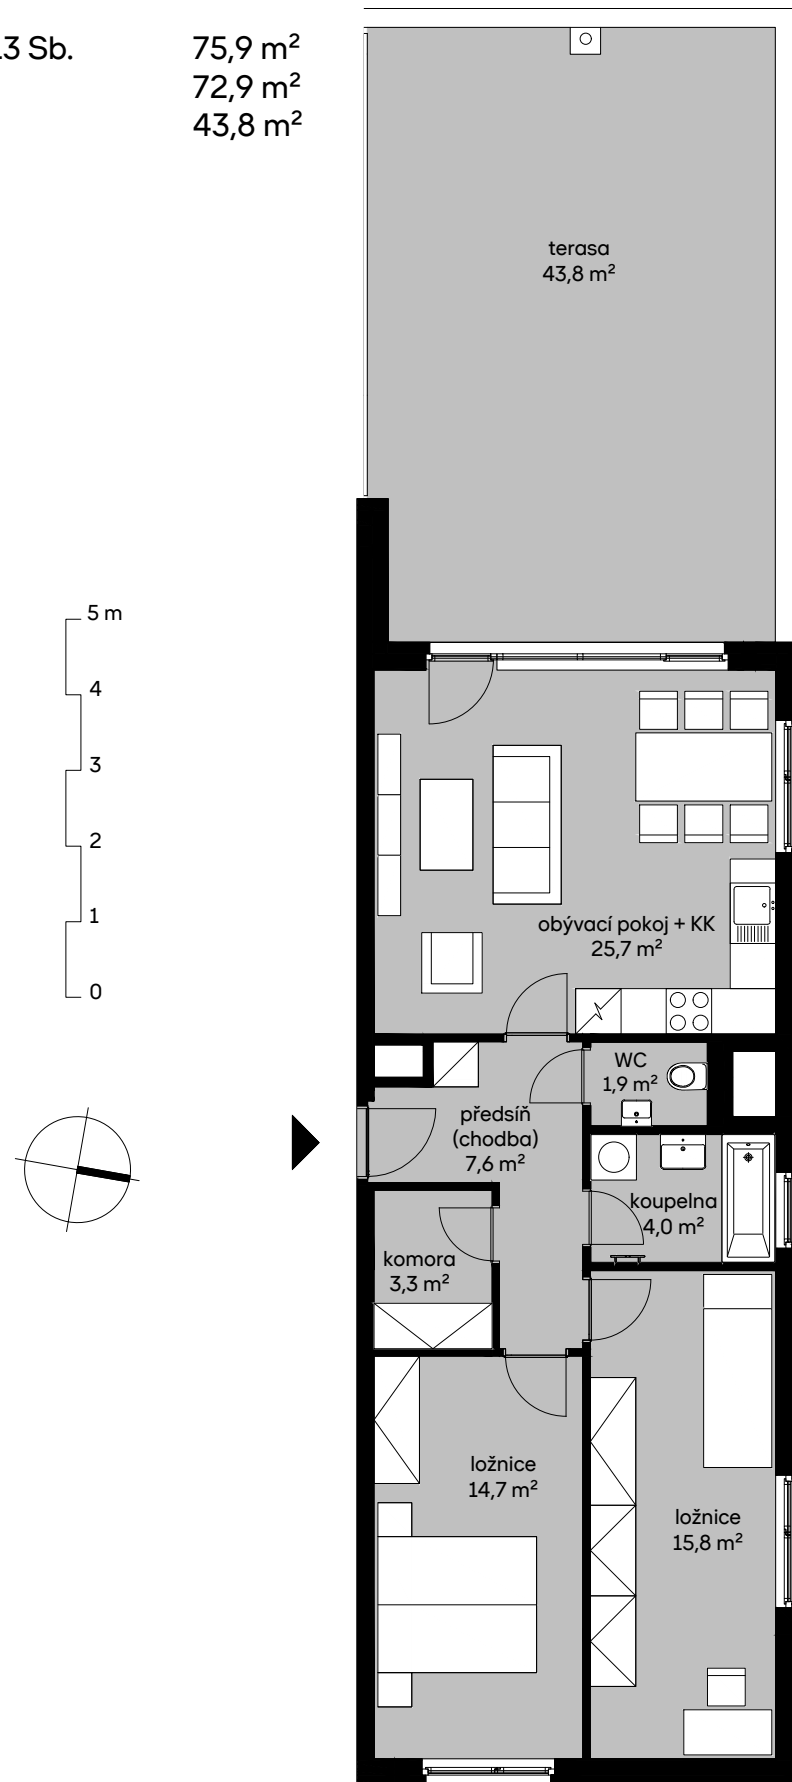 3 Sb. 75,9 m²
72,9 m²
43,8 m²
terasa
43,8 m²
5 m
4
3
2
1
0
obývací pokoj + KK
25,7 m²
WC
1,9 m²
předsíň
(chodba)
7,6 m²
koupelna
4,0 m²
komora
3,3 m²
ložnice
14,7 m²
ložnice
15,8 m²